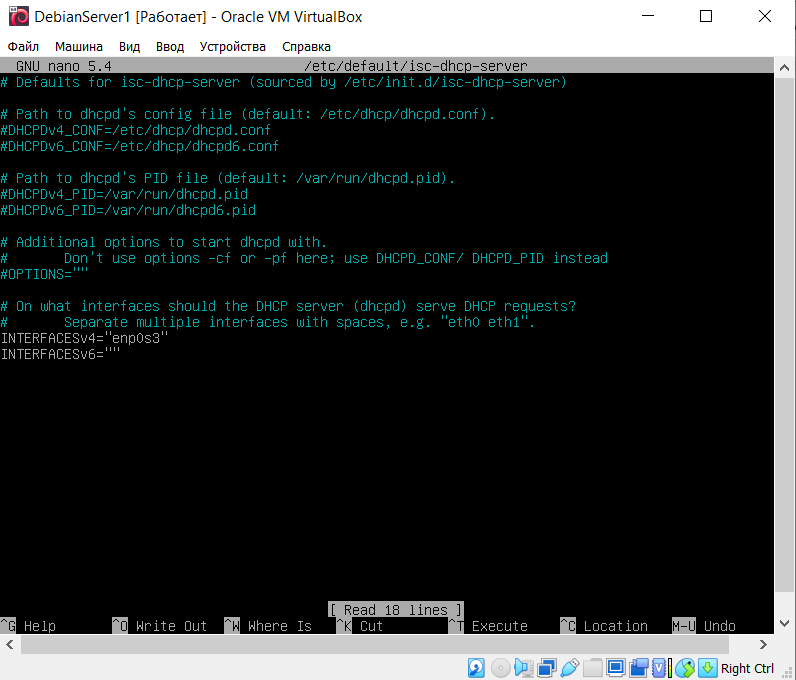 DebianServer1 [Работает] - Oracle VM VirtualBox
Файл Машина Вид Ввод Устройства Справка
GNU nano 5.4 /etc/default/isc-dhcp-server
# Defaults for isc-dhcp-server (sourced by /etc/init.d/isc-dhcp-server)
# Path to dhcpd's config file (default: /etc/dhcp/dhcpd.conf).
#DHCPDv4_CONF=/etc/dhcp/dhcpd.conf
#DHCPDv6_CONF=/etc/dhcp/dhcpd6.conf
# Path to dhcpd's PID file (default: /var/run/dhcpd.pid).
#DHCPDv4_PID=/var/run/dhcpd.pid
#DHCPDv6_PID=/var/run/dhcpd6.pid
# Additional options to start dhcpd with.
#       Don't use options -cf or -pf here; use DHCPD_CONF/ DHCPD_PID instead
#OPTIONS=""
# On what interfaces should the DHCP server (dhcpd) serve DHCP requests?
#       Separate multiple interfaces with spaces, e.g. "eth0 eth1".
INTERFACESv4="enp0s3"
INTERFACESv6=""
[ Read 18 lines ]
^G Help ^O Write Out ^W Where Is ^K Cut ^T Execute ^C Location M-U Undo
Right Ctrl